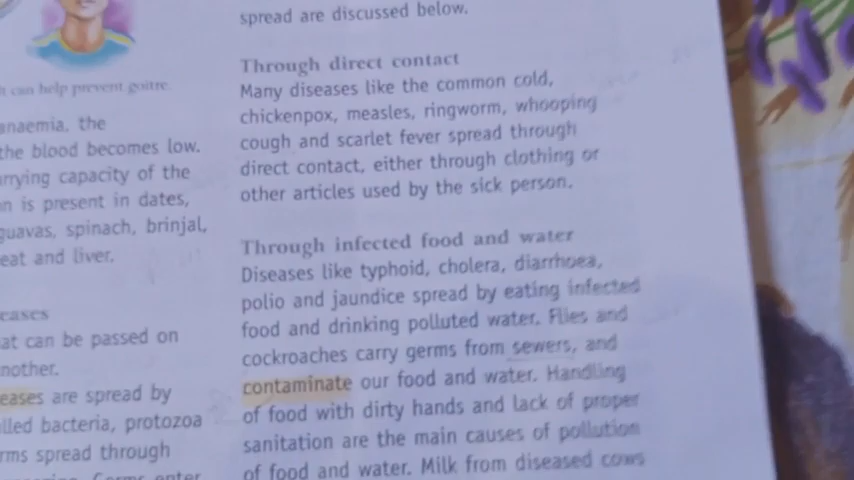 t can help prevent goitre.
anaemia, the
the blood becomes low.
rrying capacity of the
n is present in dates,
guavas, spinach, brinjal,
eat and liver.
eases
at can be passed on
nother.
eases are spread by
lled bacteria, protozoa
rms spread through
spread are discussed below.
Through direct contact
Many diseases like the common cold,
chickenpox, measles, ringworm, whooping
cough and scarlet fever spread through
direct contact, either through clothing or
other articles used by the sick person.
Through infected food and water
Diseases like typhoid, cholera, diarrhoea,
polio and jaundice spread by eating infected
food and drinking polluted water. Flies and
cockroaches carry germs from sewers, and
contaminate our food and water. Handling
of food with dirty hands and lack of proper
sanitation are the main causes of pollution
of food and water. Milk from diseased cows